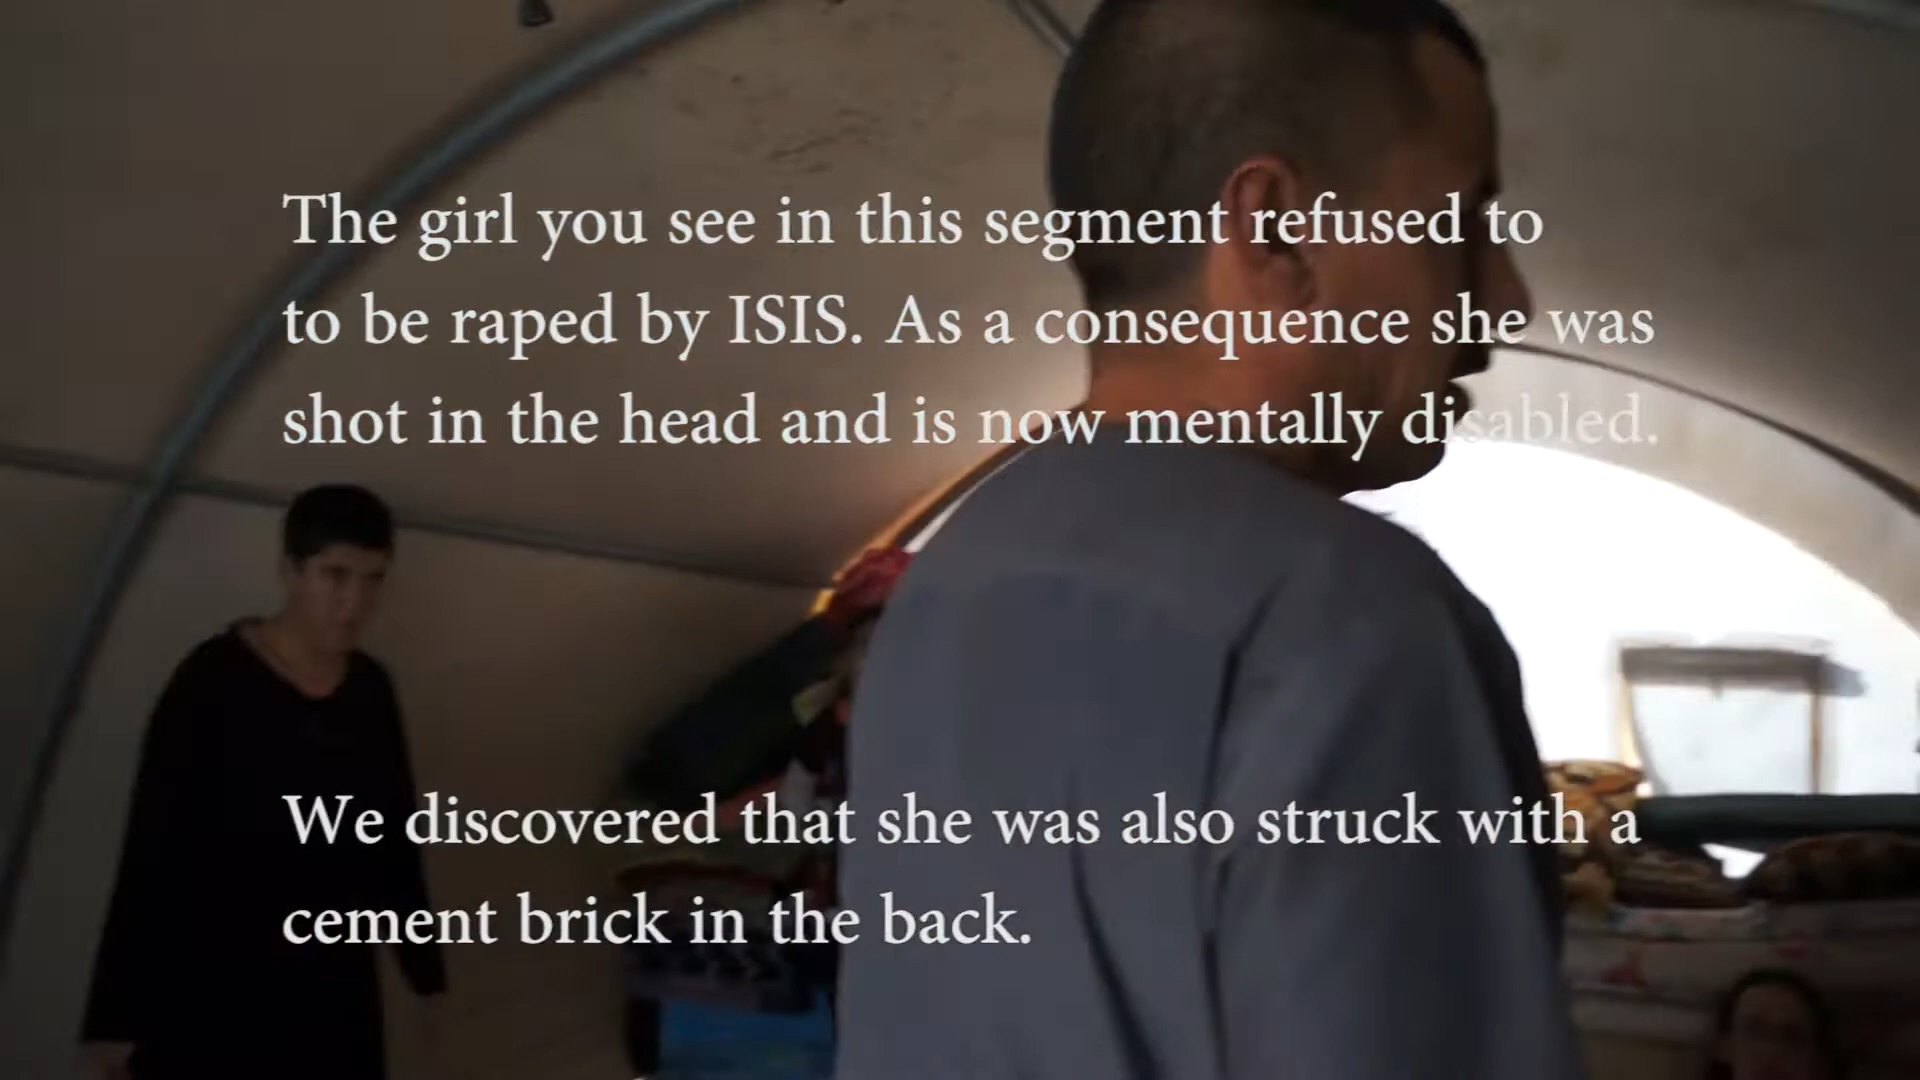 The girl you see in this segment refused to
to be raped by ISIS. As a consequence she was
shot in the head and is now mentally disabled.
We discovered that she was also struck with a
cement brick in the back.